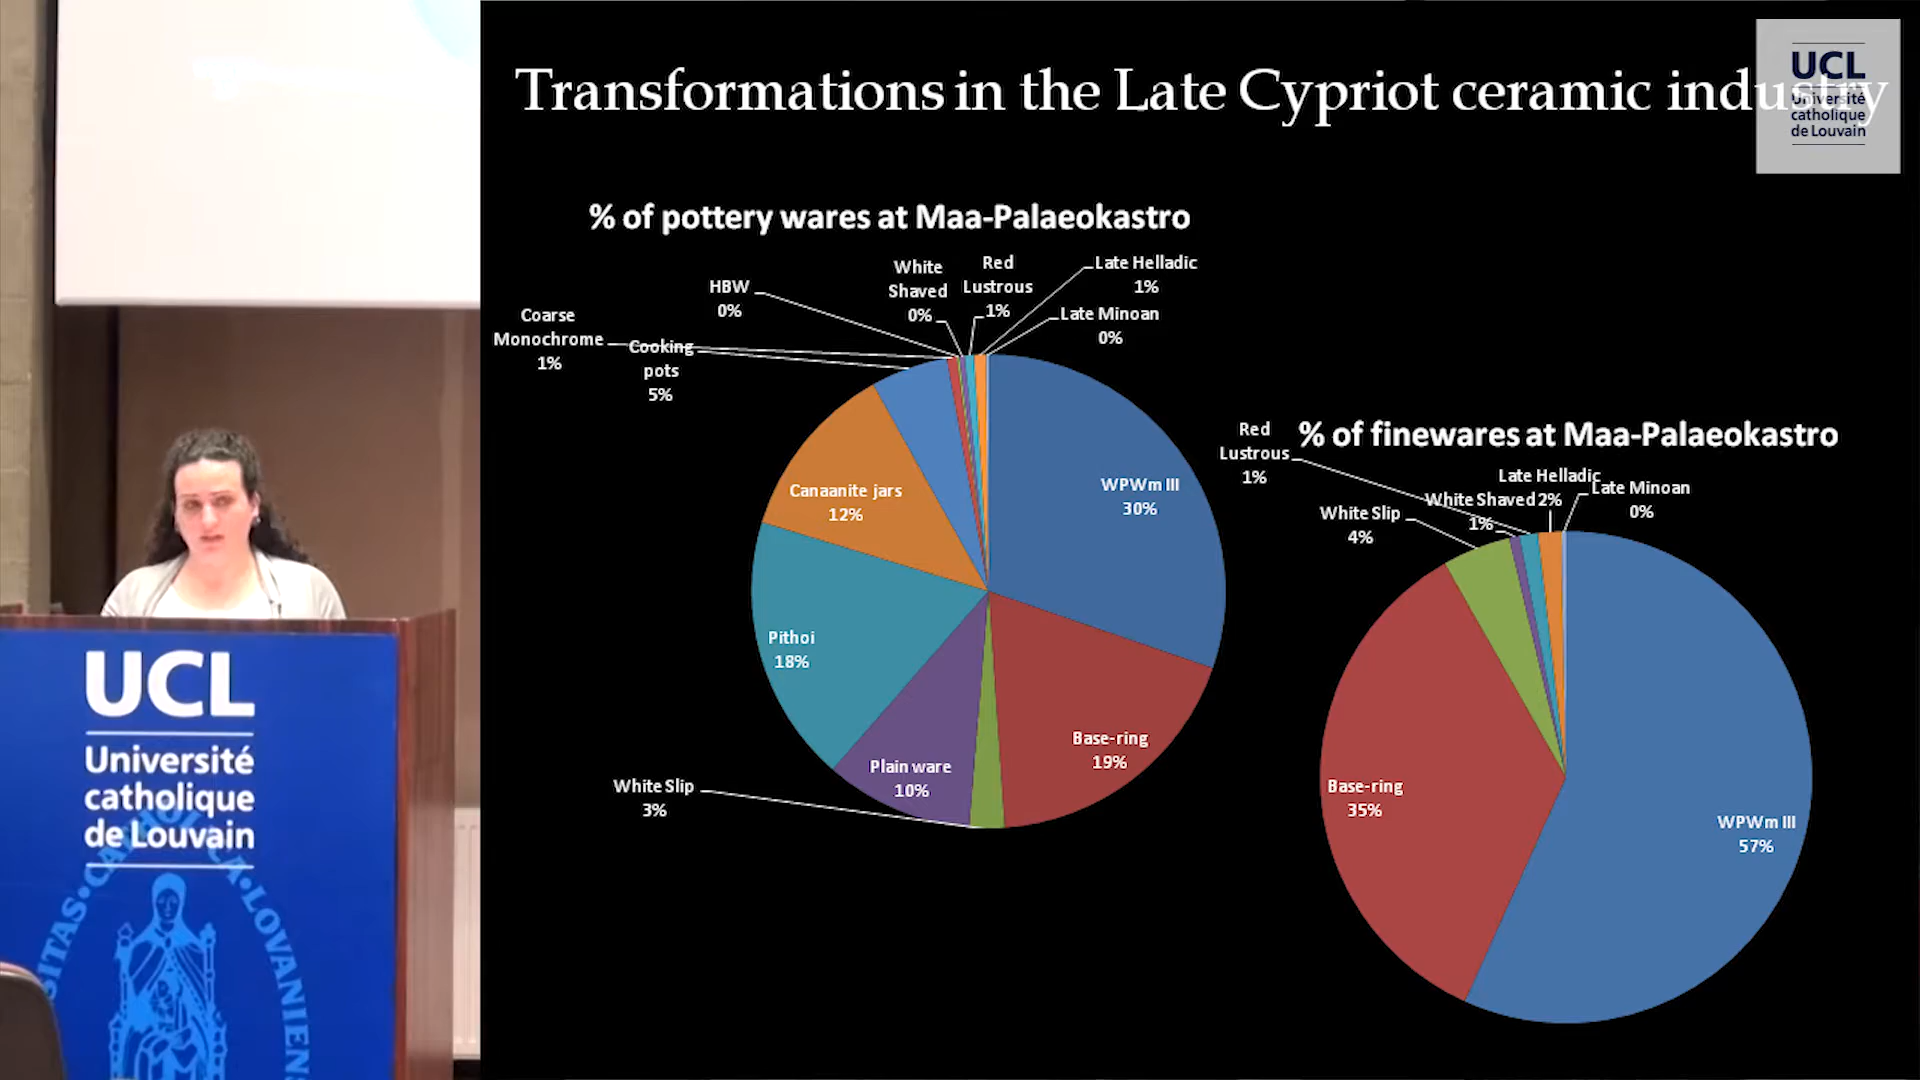 Transformations in the Late Cypriot ceramic industry
UCL
Université
catholique
de Louvain
% of pottery wares at Maa-Palaeokastro
Late Helladic
1%
Red
Lustrous
1%
White
Shaved
0%
HBW
0%
Late Minoan
0%
Coarse
Monochrome
1%
Cooking
pots
5%
WPWm III
30%
Canaanite jars
12%
Pithoi
18%
Base-ring
19%
Plain ware
10%
White Slip
3%
% of finewares at Maa-Palaeokastro
Red
Lustrous
1%
Late Helladic
2%
Late Minoan
0%
White Shaved
1%
White Slip
4%
Base-ring
35%
WPWm III
57%
UCL
Université
catholique
de Louvain